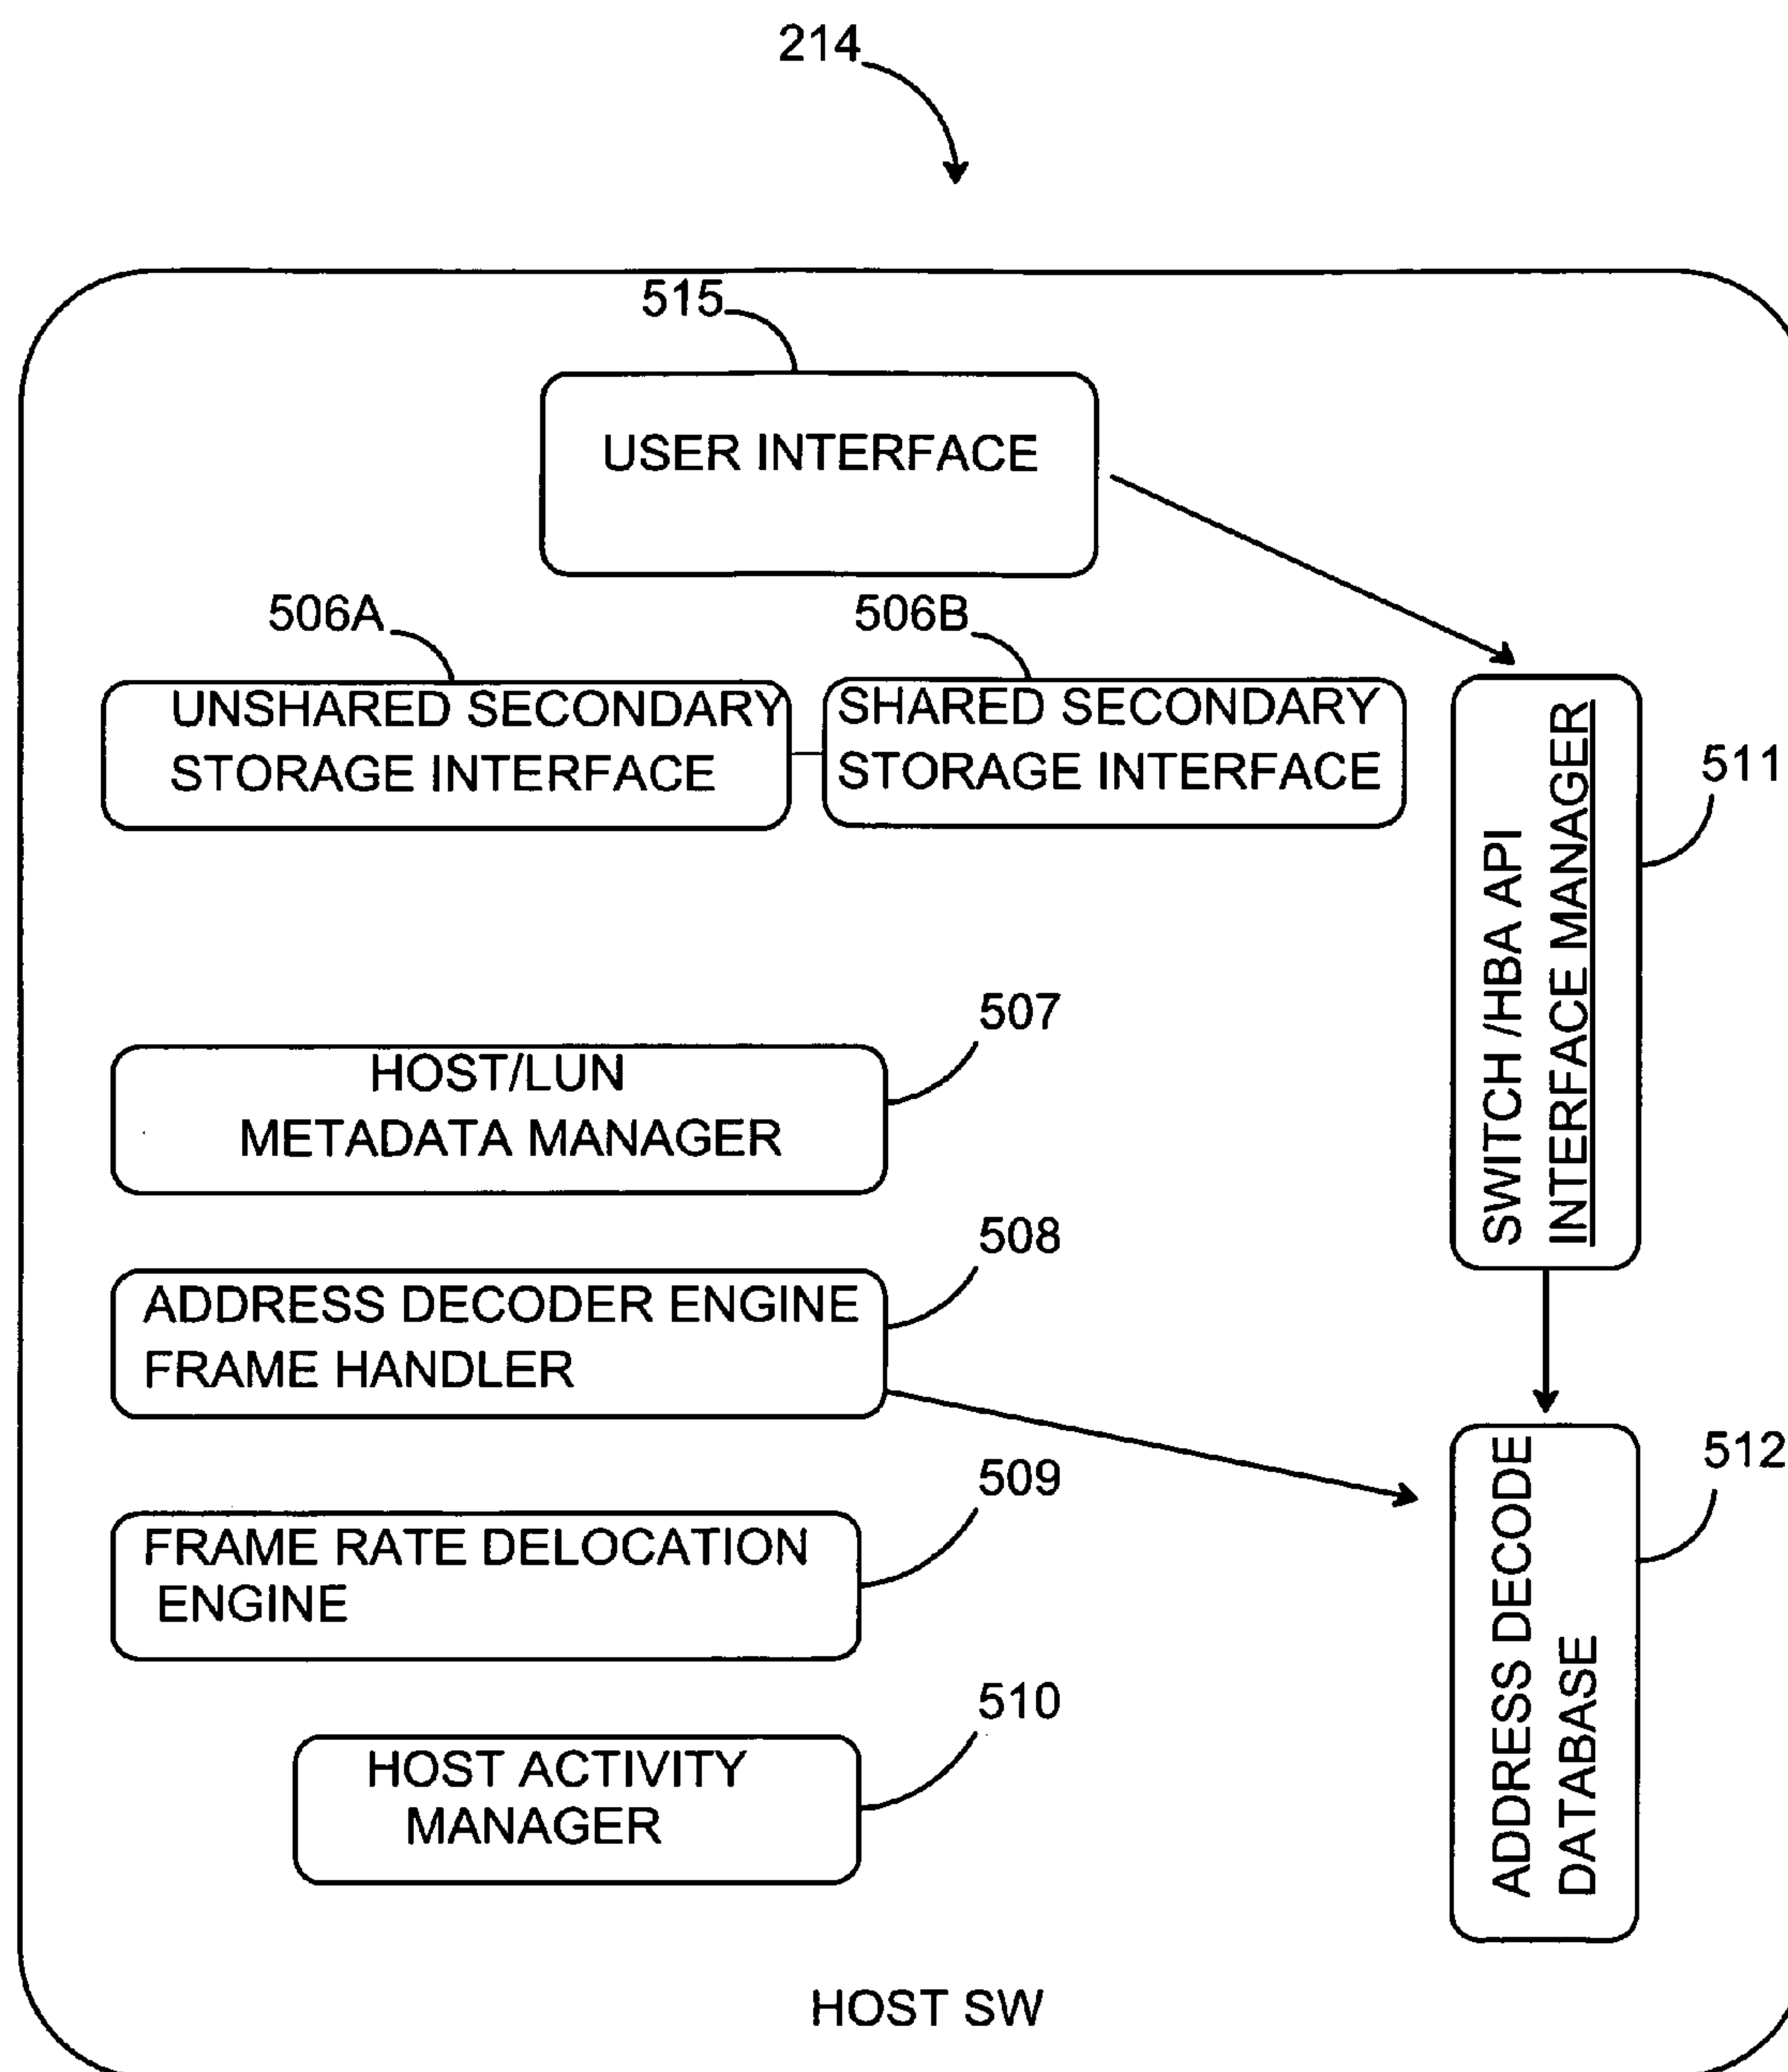 214
515
USER INTERFACE
506A
506B
UNSHARED SECONDARY
STORAGE INTERFACE
SHARED SECONDARY
STORAGE INTERFACE
SWITCH /HBA API
INTERFACE MANAGER
511
507
HOST/LUN
METADATA MANAGER
508
ADDRESS DECODER ENGINE
FRAME HANDLER
509
FRAME RATE DELOCATION
ENGINE
510
HOST ACTIVITY
MANAGER
ADDRESS DECODE
DATABASE
512
HOST SW